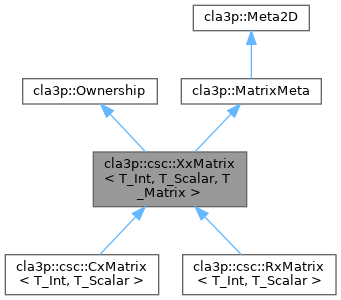 cla3p::Meta2D
cla3p::Ownership
cla3p::MatrixMeta
cla3p::csc::XxMatrix
< T_Int, T_Scalar, T
_Matrix >
cla3p::csc::CxMatrix
< T_Int, T_Scalar >
cla3p::csc::RxMatrix
< T_Int, T_Scalar >